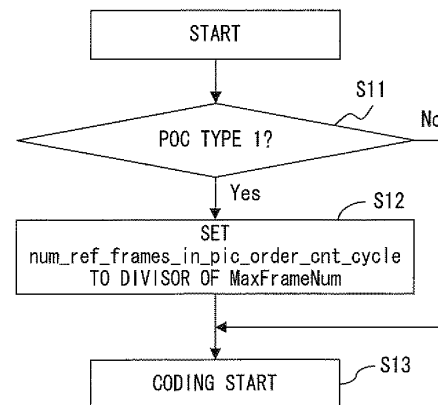 START
S11
No
POC TYPE 1?
Yes
S12
SET
num_ref_frames_in_pic_order_cnt_cycle
TO DIVISOR OF MaxFrameNum
S13
CODING START